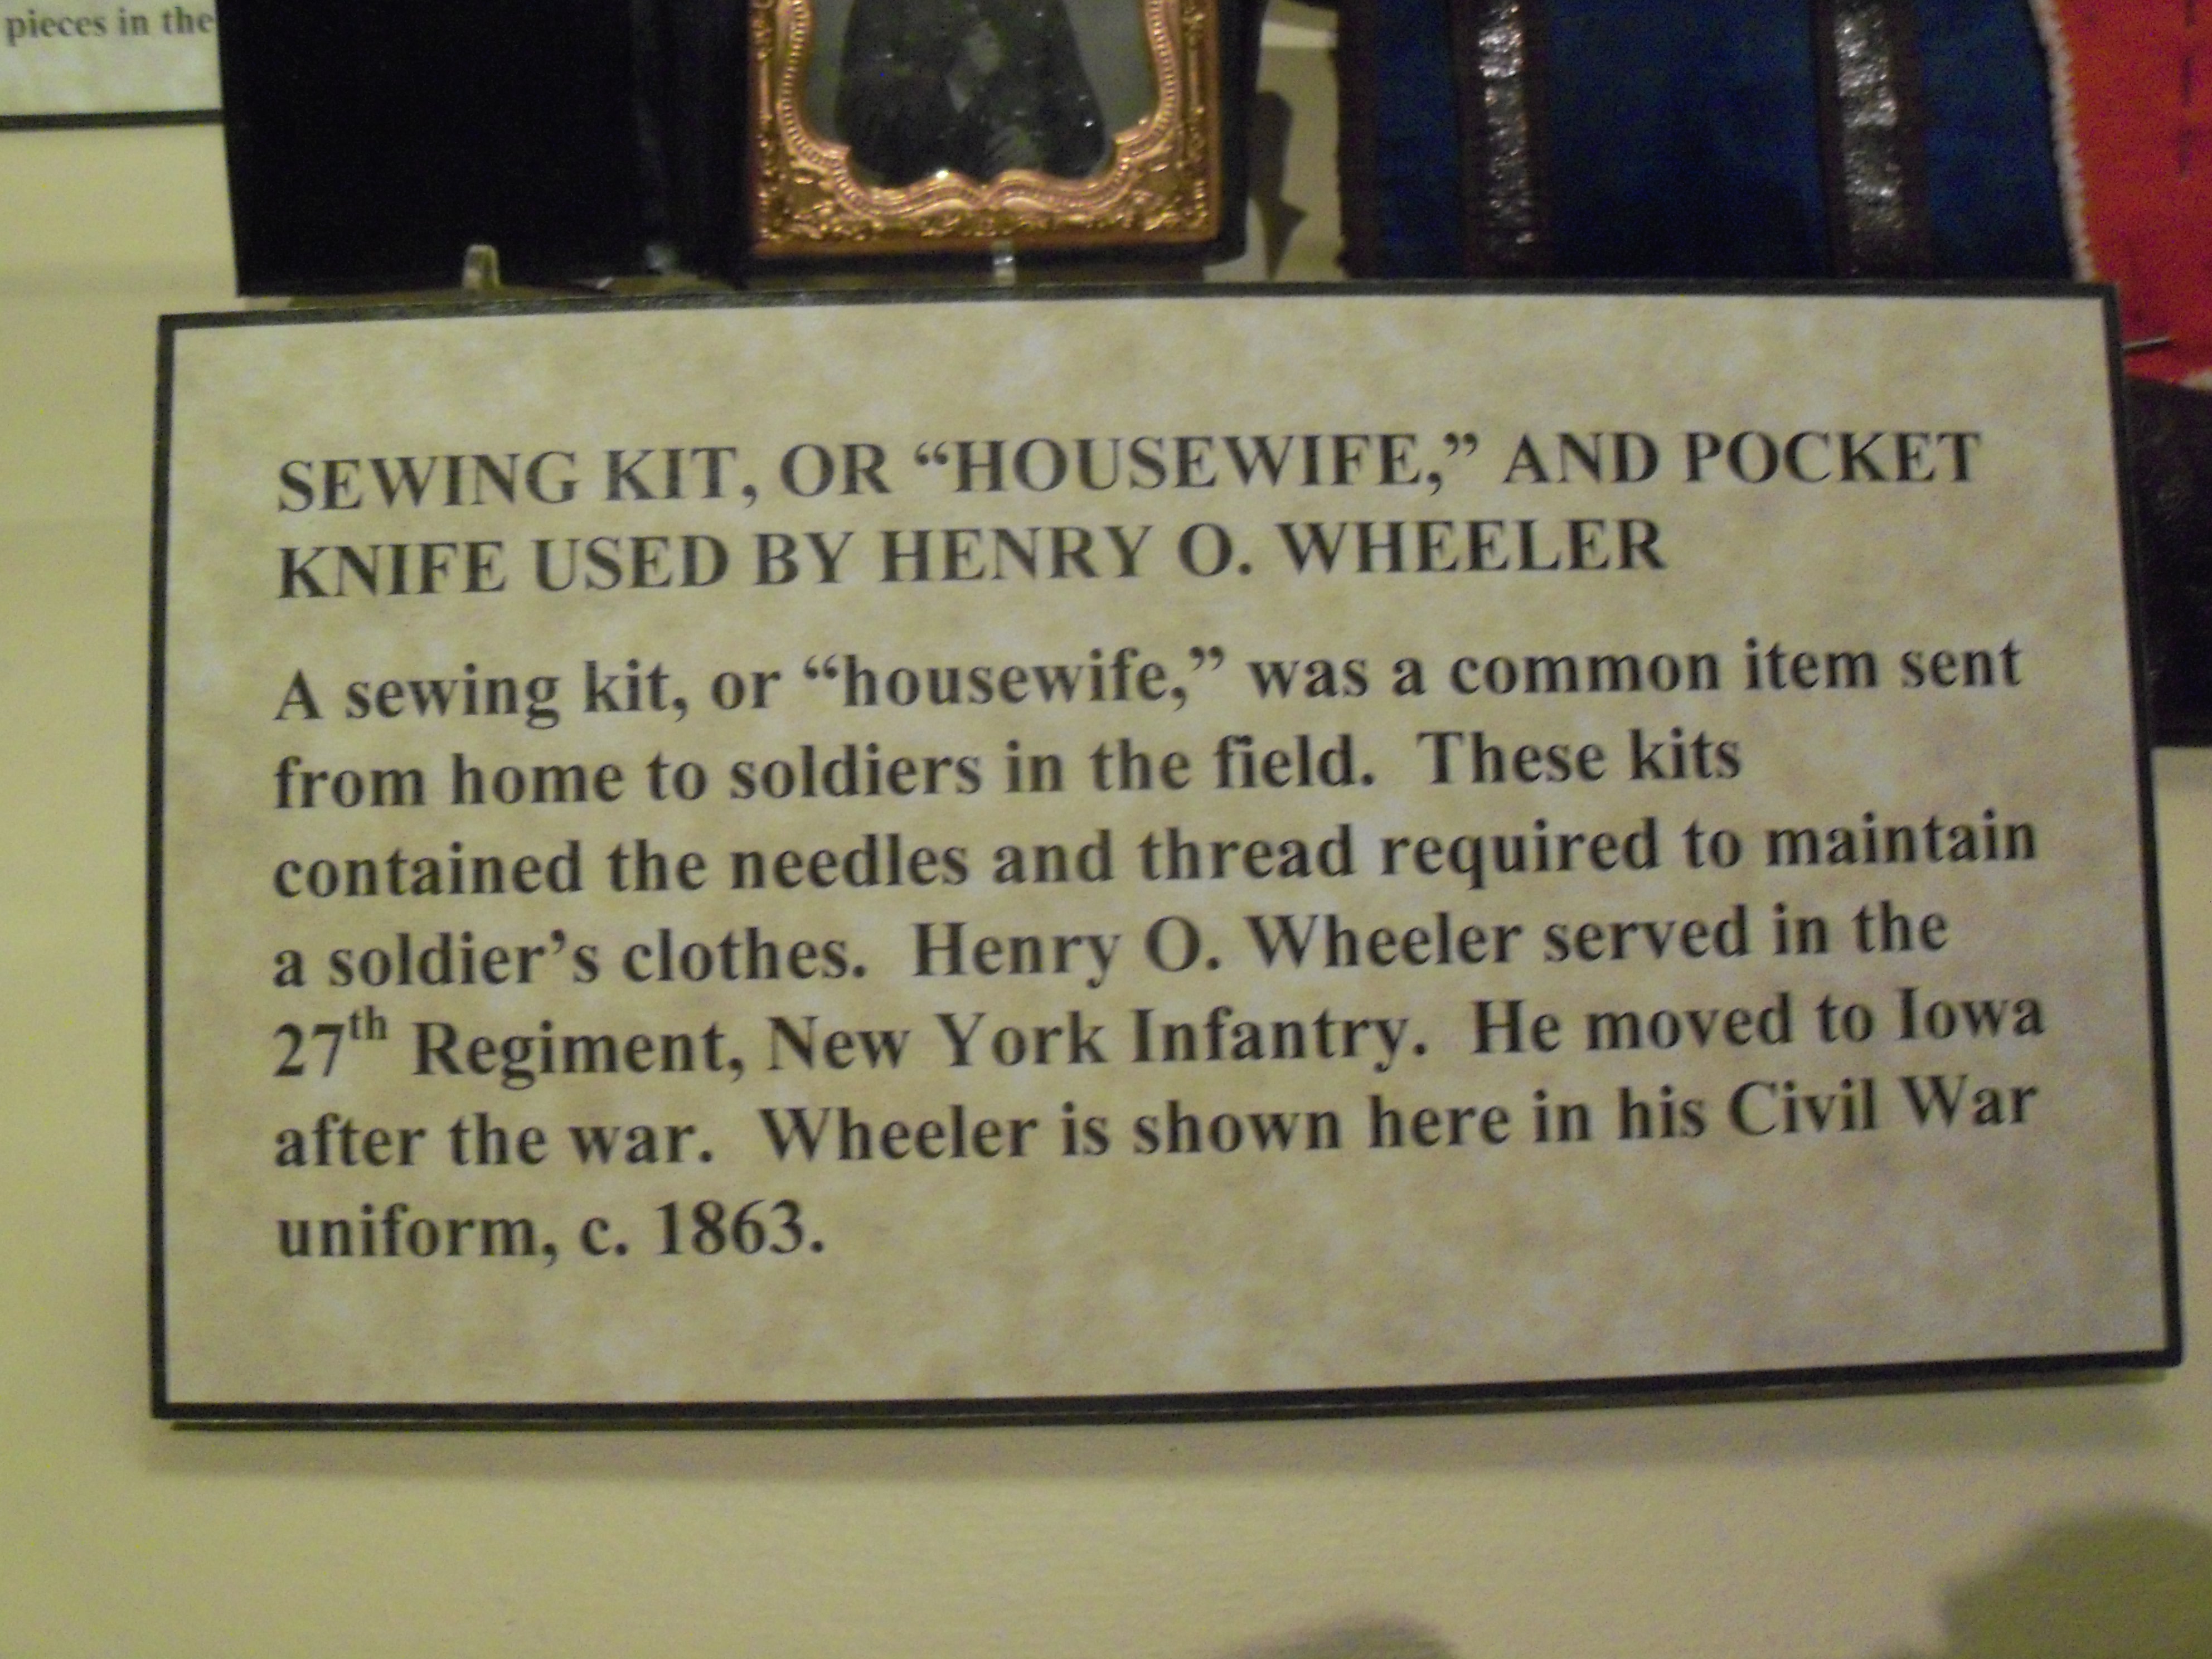 pieces in the
SEWING KIT, OR “HOUSEWIFE,” AND POCKET
KNIFE USED BY HENRY O. WHEELER
A sewing kit, or “housewife,” was a common item sent
from home to soldiers in the field.  These kits
contained the needles and thread required to maintain
a soldier’s clothes.  Henry O. Wheeler served in the
27th Regiment, New York Infantry.  He moved to Iowa
after the war.  Wheeler is shown here in his Civil War
uniform, c. 1863.